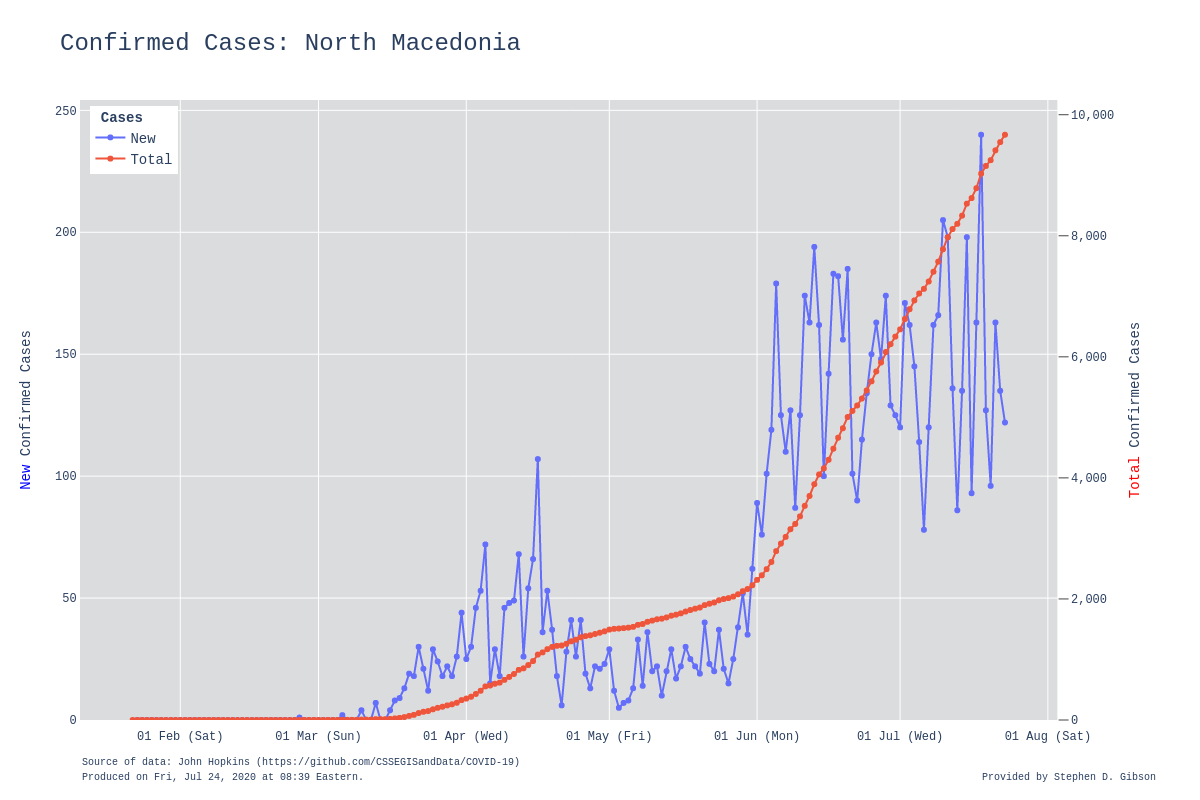 Confirmed Cases: North Macedonia
Cases
New
Total
250
200
150
100
50
0
10,000
8,000
6,000
4,000
2,000
0
New Confirmed Cases
Total Confirmed Cases
01 Feb (Sat)
01 Mar (Sun)
01 Apr (Wed)
01 May (Fri)
01 Jun (Mon)
01 Jul (Wed)
01 Aug (Sat)
Source of data: John Hopkins (https://github.com/CSSEGISandData/COVID-19)
Produced on Fri, Jul 24, 2020 at 08:39 Eastern.
Provided by Stephen D. Gibson